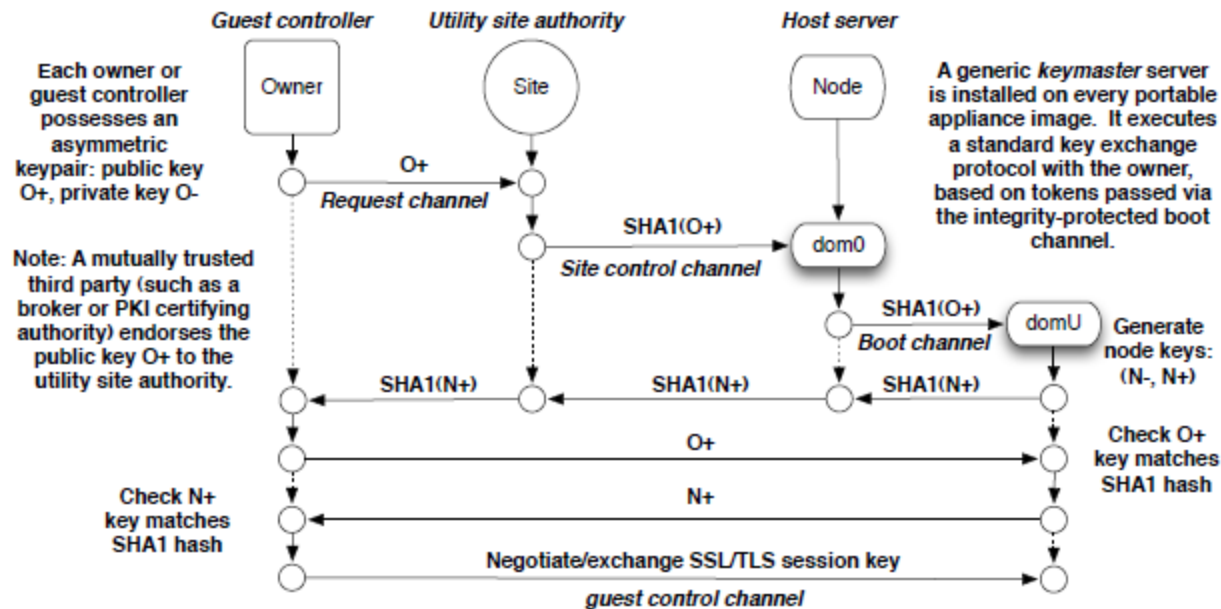 Guest controller
Utility site authority
Host server
Each owner or
guest controller
possesses an
asymmetric
keypair: public key
O+, private key O-
Owner
Site
Node
A generic keymaster server
is installed on every portable
appliance image.  It executes
a standard key exchange
protocol with the owner,
based on tokens passed via
the integrity-protected boot
channel.
O+
Request channel
Note: A mutually trusted
third party (such as a
broker or PKI certifying
authority) endorses the
public key O+ to the
utility site authority.
SHA1(O+)
Site control channel
dom0
SHA1(O+)
Boot channel
domU
Generate
node keys:
(N-, N+)
SHA1(N+)
SHA1(N+)
SHA1(N+)
O+
Check O+
key matches
SHA1 hash
Check N+
key matches
SHA1 hash
N+
Negotiate/exchange SSL/TLS session key
guest control channel